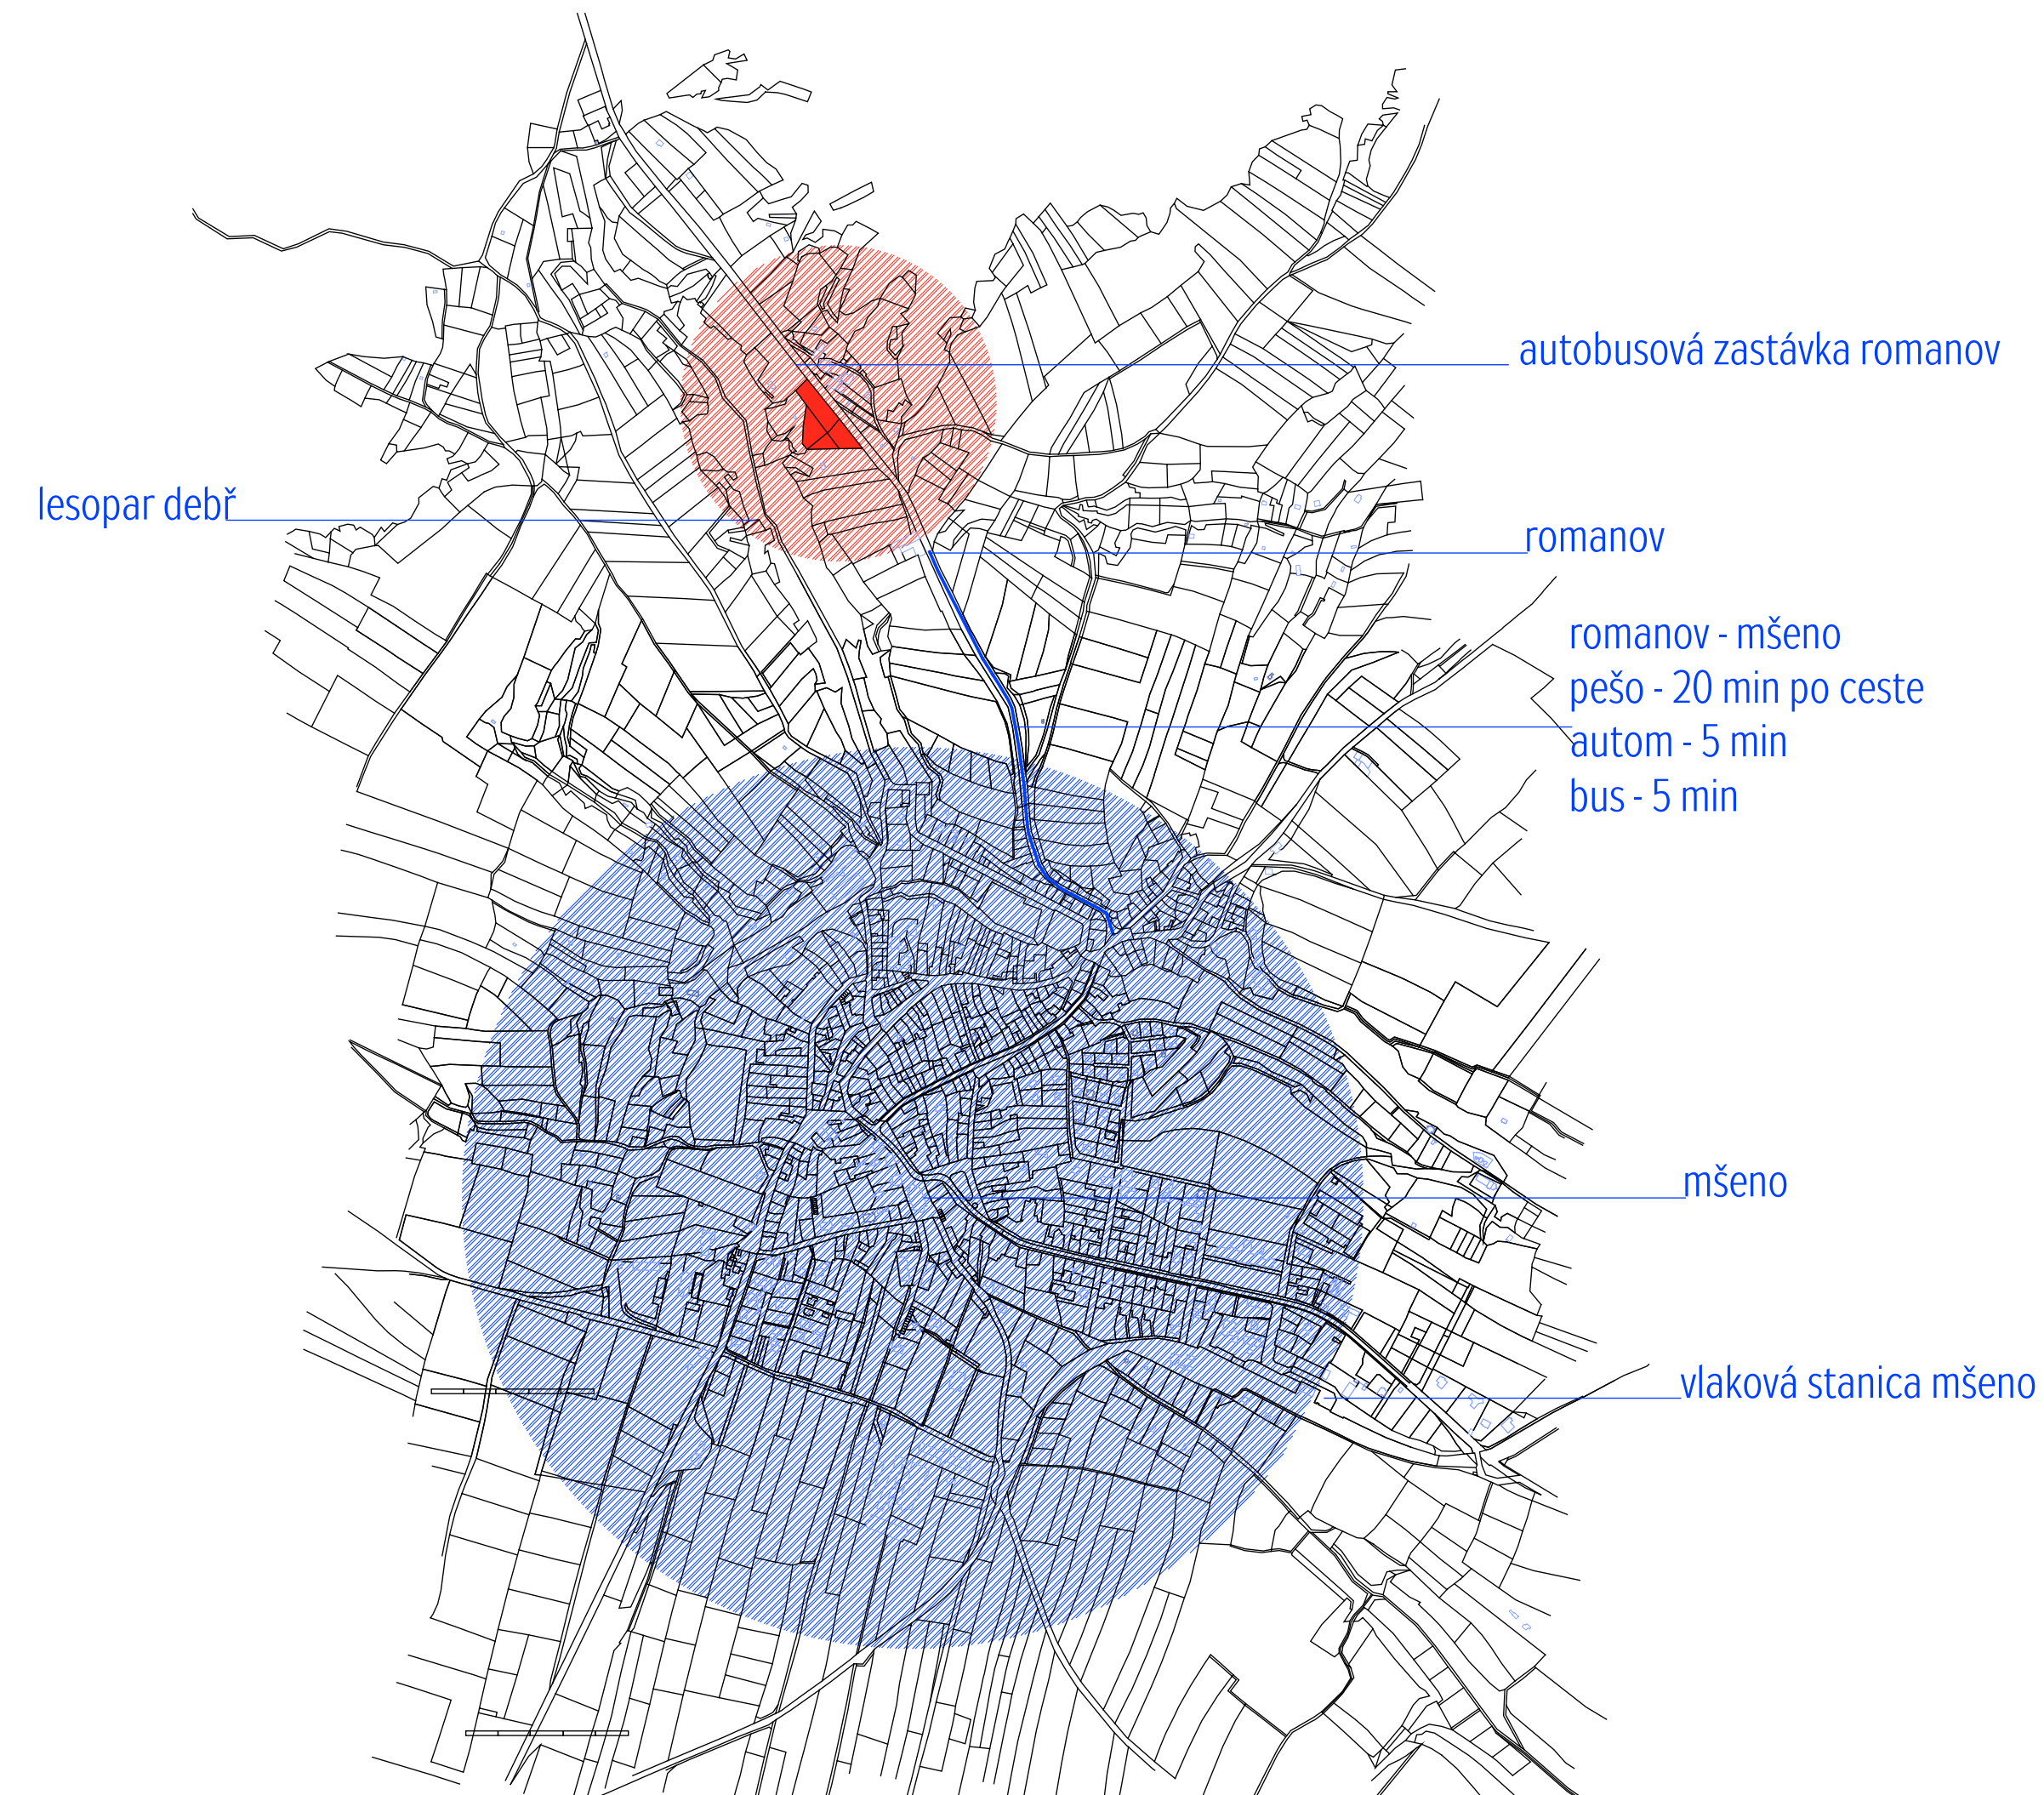 autobusová zastávka romanov
lesopar debř
romanov
romanov - mšeno
pešo - 20 min po ceste
autom - 5 min
bus - 5 min
mšeno
vlaková stanica mšeno